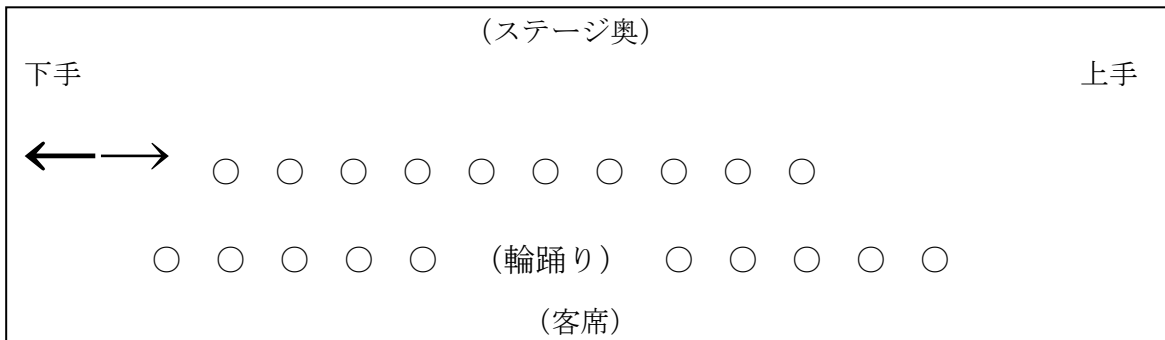 （ステージ奥）
下手 上手
←→ ○ ○ ○ ○ ○ ○ ○ ○ ○ ○
○ ○ ○ ○ ○ （輪踊り） ○ ○ ○ ○ ○
（客席）